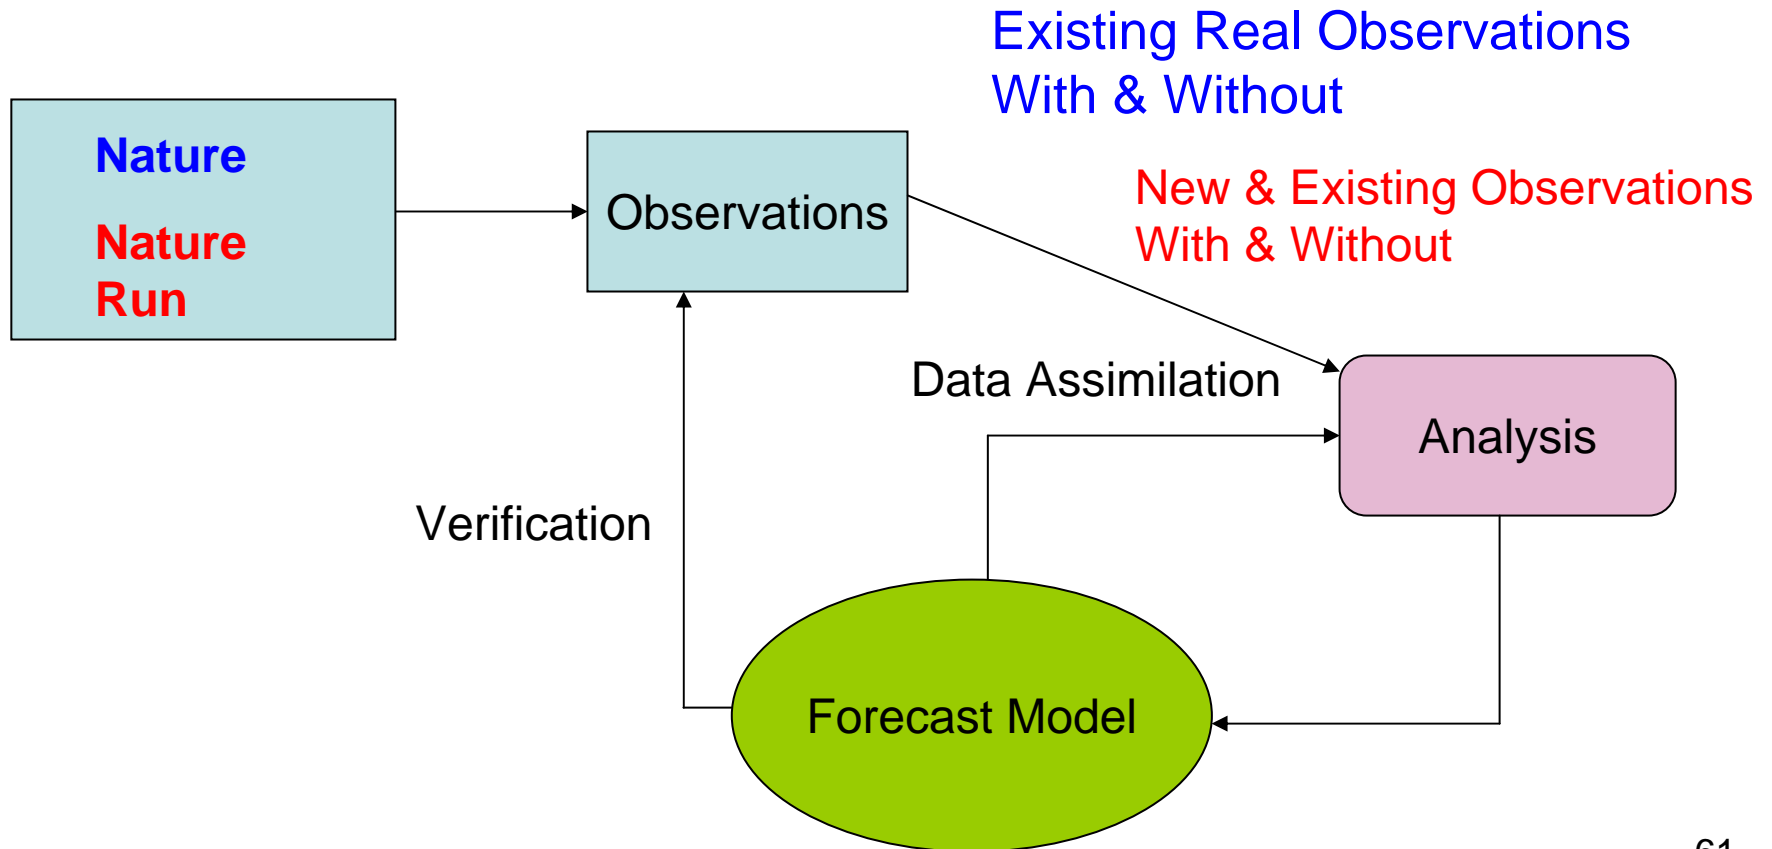 Existing Real Observations
With & Without
Nature
Nature
Run
Observations
New & Existing Observations
With & Without
Data Assimilation
Analysis
Verification
Forecast Model
61